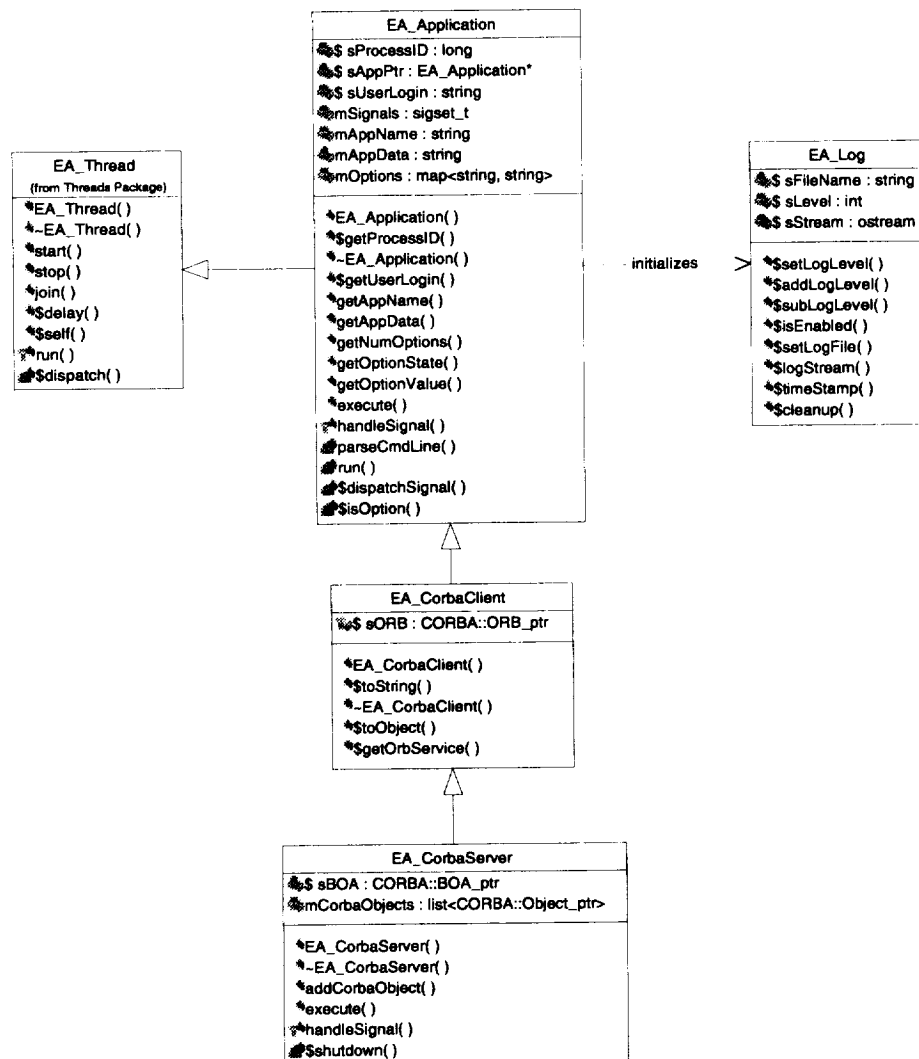 EA_Application
$ sProcessID : long
$ sAppPtr : EA_Application*
$ sUserLogin : string
mSignals : sigset_t
mAppName : string
mAppData : string
mOptions : map<string, string>
EA_Application( )
$getProcessID( )
~EA_Application( )
$getUserLogin( )
getAppName( )
getAppData( )
getNumOptions( )
getOptionState( )
getOptionValue( )
execute( )
handleSignal( )
parseCmdLine( )
run( )
$dispatchSignal( )
$isOption( )
EA_Thread
(from Threads Package)
EA_Thread( )
~EA_Thread( )
start( )
stop( )
join( )
$delay( )
$self( )
run( )
$dispatch( )
initializes
EA_Log
$ sFileName : string
$ sLevel : int
$ sStream : ostream
$setLogLevel( )
$addLogLevel( )
$subLogLevel( )
$isEnabled( )
$setLogFile( )
$logStream( )
$timeStamp( )
$cleanup( )
EA_CorbaClient
$ sORB : CORBA::ORB_ptr
EA_CorbaClient( )
$toString( )
~EA_CorbaClient( )
$toObject( )
$getOrbService( )
EA_CorbaServer
$ sBOA : CORBA::BOA_ptr
mCorbaObjects : list<CORBA::Object_ptr>
EA_CorbaServer( )
~EA_CorbaServer( )
addCorbaObject( )
execute( )
handleSignal( )
$shutdown( )